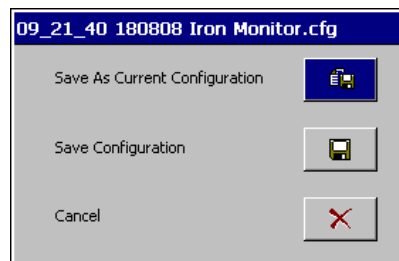 09_21_40 180808 Iron Monitor.cfg
Save As Current Configuration
Save Configuration
Cancel